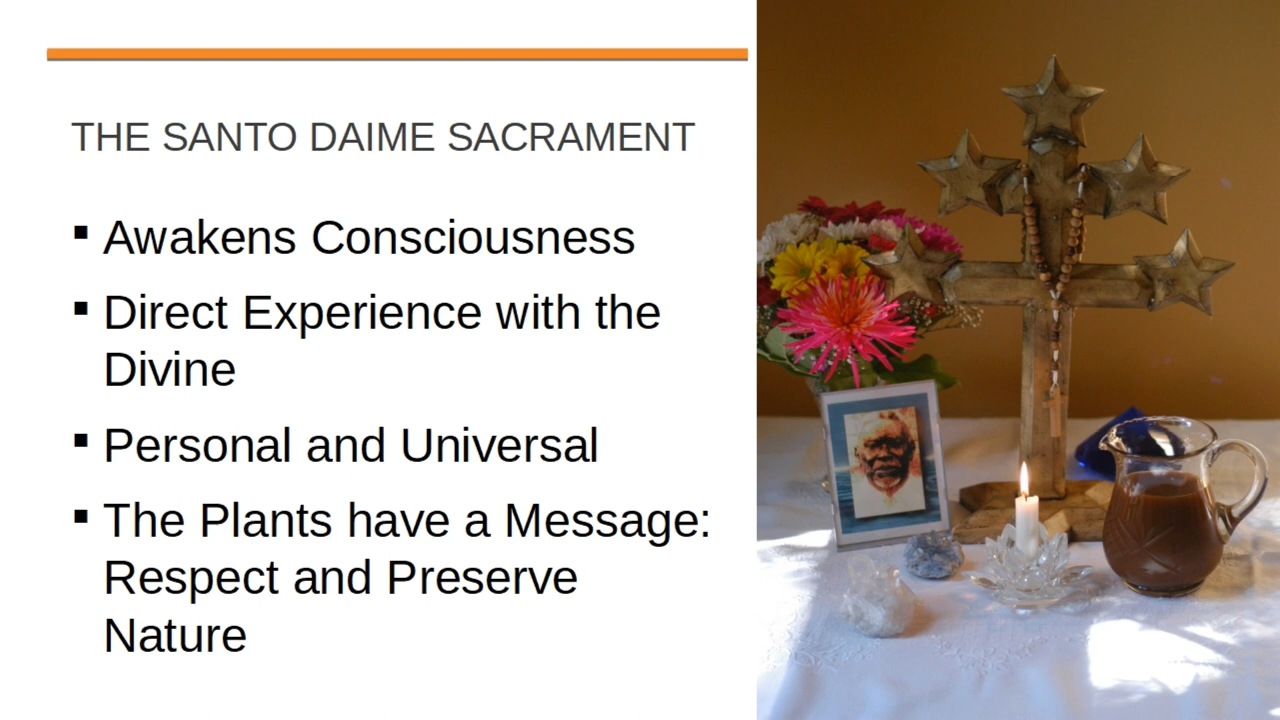 THE SANTO DAIME SACRAMENT
▪ Awakens Consciousness
▪ Direct Experience with the
Divine
▪ Personal and Universal
▪ The Plants have a Message:
Respect and Preserve
Nature